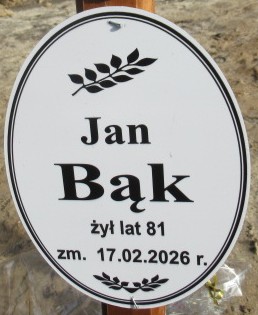 Jan
Bąk
żył lat 81
zm. 17.02.2026 r.